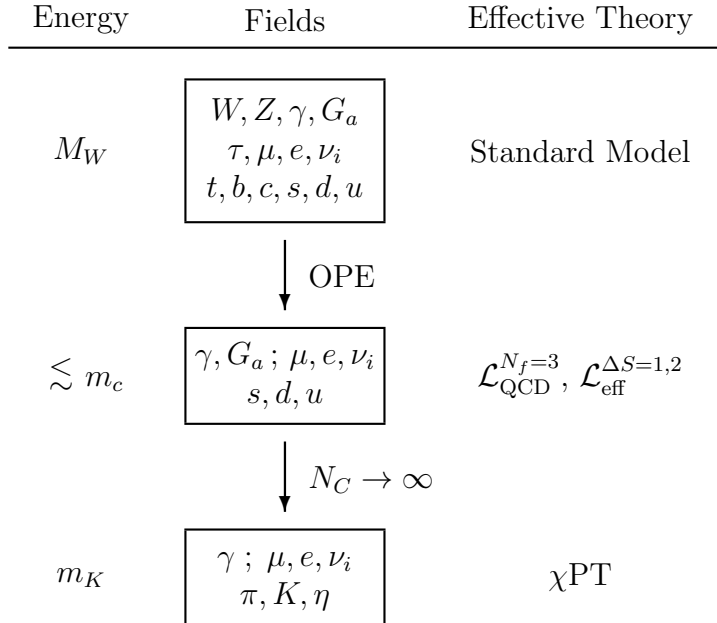 Energy Fields Effective Theory
W, Z, γ, G_a
M_W τ, μ, e, ν_i Standard Model
t, b, c, s, d, u
OPE
≲ m_c γ, G_a ; μ, e, ν_i 𝓛_QCD^{N_f=3}, 𝓛_eff^{ΔS=1,2}
s, d, u
N_C → ∞
m_K γ ; μ, e, ν_i χPT
π, K, η